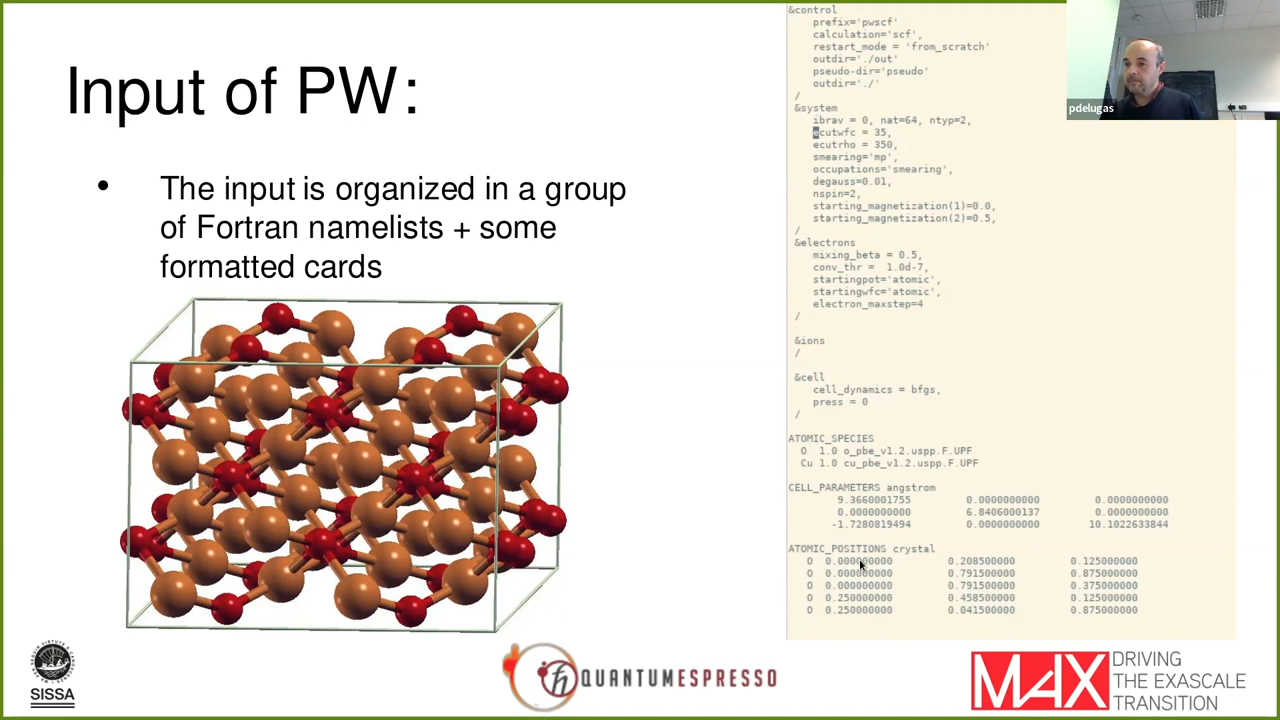 Input of PW:
• The input is organized in a group
of Fortran namelists + some
formatted cards
&control
prefix='pwscf'
calculation='scf',
restart_mode = 'from_scratch'
outdir='./out'
pseudo-dir='pseudo'
outdir='./'
/
&system
ibrav = 0, nat=64, ntyp=2,
ecutwfc = 35,
ecutrho = 350,
smearing='mp',
occupations='smearing',
degauss=0.01,
nspin=2,
starting_magnetization(1)=0.0,
starting_magnetization(2)=0.5,
/
&electrons
mixing_beta = 0.5,
conv_thr = 1.0d-7,
startingpot='atomic',
startingwfc='atomic',
electron_maxstep=4
/
&ions
/
&cell
cell_dynamics = bfgs,
press = 0
/
ATOMIC_SPECIES
O 1.0 o_pbe_v1.2.uspp.F.UPF
Cu 1.0 cu_pbe_v1.2.uspp.F.UPF
CELL_PARAMETERS angstrom
9.3660001755 0.0000000000 0.0000000000
0.0000000000 6.8406000137 0.0000000000
-1.7280819494 0.0000000000 10.1022633844
ATOMIC_POSITIONS crystal
O 0.000000000 0.208500000 0.125000000
O 0.000000000 0.791500000 0.875000000
O 0.000000000 0.791500000 0.375000000
O 0.250000000 0.458500000 0.125000000
O 0.250000000 0.041500000 0.875000000
pdelugas
SISSA
ħ QUANTUMESPRESSO
MAX DRIVING
THE EXASCALE
TRANSITION